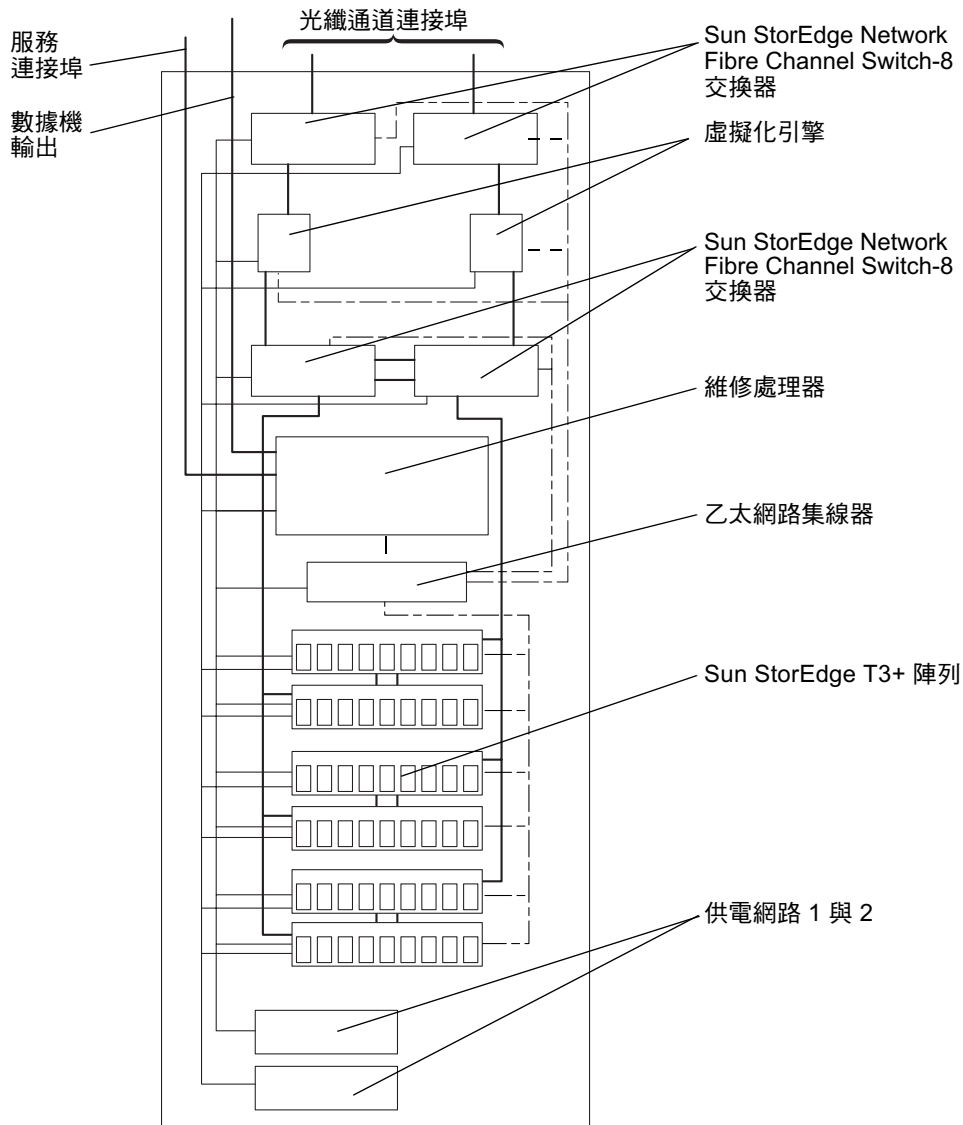 光纖通道連接埠
服務
連接埠
數據機
輸出
Sun StorEdge Network
Fibre Channel Switch-8
交換器
虛擬化引擎
Sun StorEdge Network
Fibre Channel Switch-8
交換器
維修處理器
乙太網路集線器
Sun StorEdge T3+ 陣列
供電網路 1 與 2